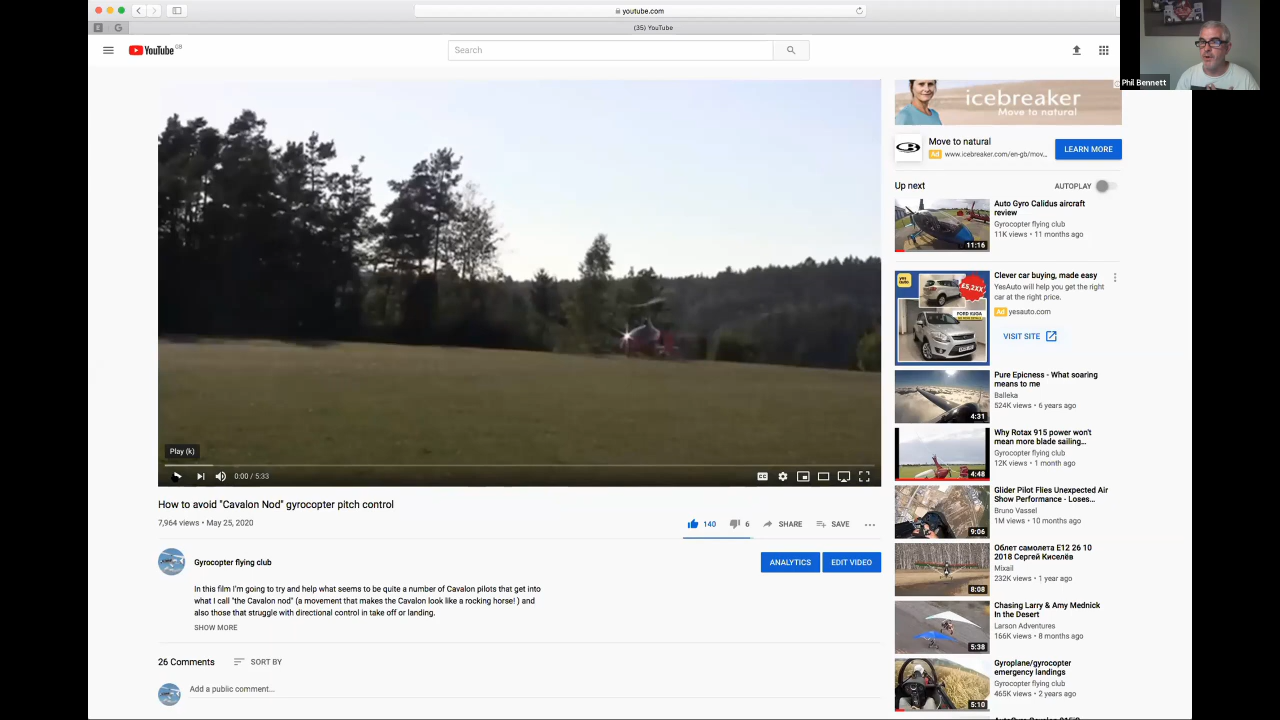 youtube.com
(35) YouTube
YouTube GB
Search
Phil Bennett
icebreaker
Move to natural
Move to natural
Ad www.icebreaker.com/en-gb/mov...
LEARN MORE
Up next
AUTOPLAY
Auto Gyro Calidus aircraft
review
Gyrocopter flying club
11K views • 11 months ago
11:16
yes
auto
£5,2XX
FORD KUGA
Clever car buying, made easy
YesAuto will help you get the right
car at the right price.
Ad yesauto.com
VISIT SITE
Pure Epicness - What soaring
means to me
Balleka
524K views • 6 years ago
4:31
Why Rotax 915 power won't
mean more blade sailing...
Gyrocopter flying club
12K views • 1 month ago
4:48
Glider Pilot Flies Unexpected Air
Show Performance - Loses...
Bruno Vassel
1M views • 10 months ago
9:06
Облет самолета Е12 26 10
2018 Сергей Киселёв
Mixail
232K views • 1 year ago
8:08
Chasing Larry & Amy Mednick
In the Desert
Larson Adventures
166K views • 8 months ago
5:38
Gyroplane/gyrocopter
emergency landings
Gyrocopter flying club
465K views • 2 years ago
5:10
Play (k)
0:00 / 5:33
CC
How to avoid "Cavalon Nod" gyrocopter pitch control
7,964 views • May 25, 2020
140 6 SHARE SAVE
Gyrocopter flying club
ANALYTICS EDIT VIDEO
In this film I'm going to try and help what seems to be quite a number of Cavalon pilots that get into
what I call "the Cavalon nod" (a movement that makes the Cavalon look like a rocking horse! ) and
also those that struggle with directional control in take off or landing.
SHOW MORE
26 Comments SORT BY
Add a public comment...